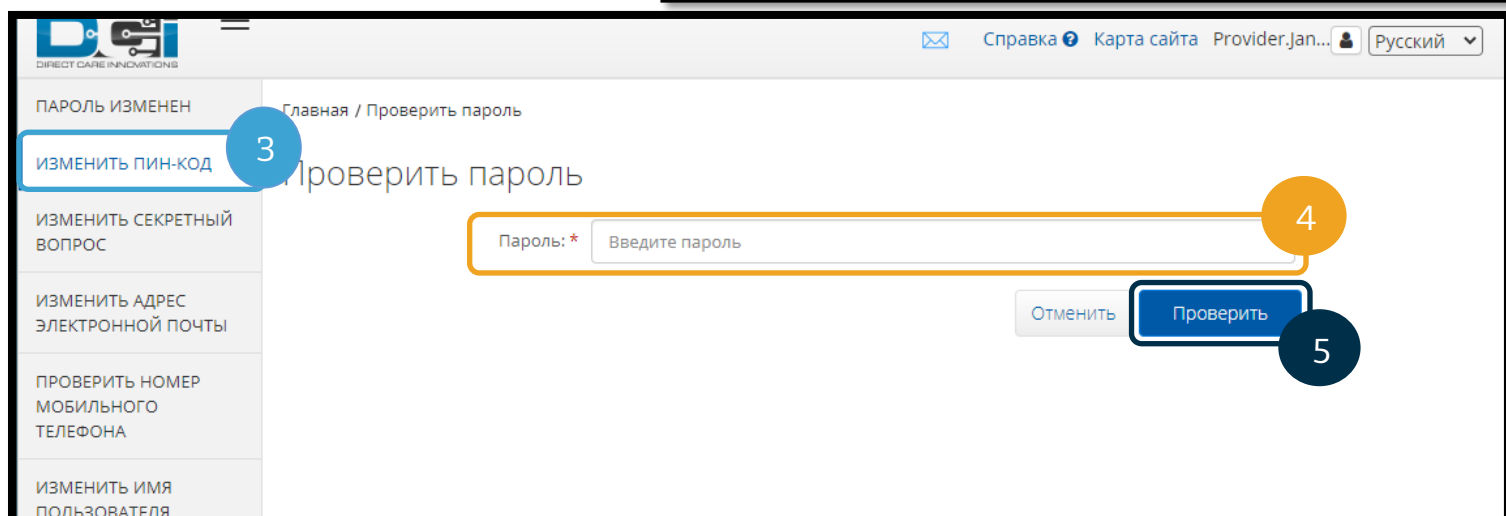 DCI
DIRECT CARE INNOVATIONS
Справка ? Карта сайта Provider.Jan... Русский
ПАРОЛЬ ИЗМЕНЕН
ИЗМЕНИТЬ ПИН-КОД
3
ИЗМЕНИТЬ СЕКРЕТНЫЙ
ВОПРОС
ИЗМЕНИТЬ АДРЕС
ЭЛЕКТРОННОЙ ПОЧТЫ
ПРОВЕРИТЬ НОМЕР
МОБИЛЬНОГО
ТЕЛЕФОНА
ИЗМЕНИТЬ ИМЯ
ПОЛЬЗОВАТЕЛЯ
Главная / Проверить пароль
Проверить пароль
Пароль: * Введите пароль
4
Отменить Проверить
5